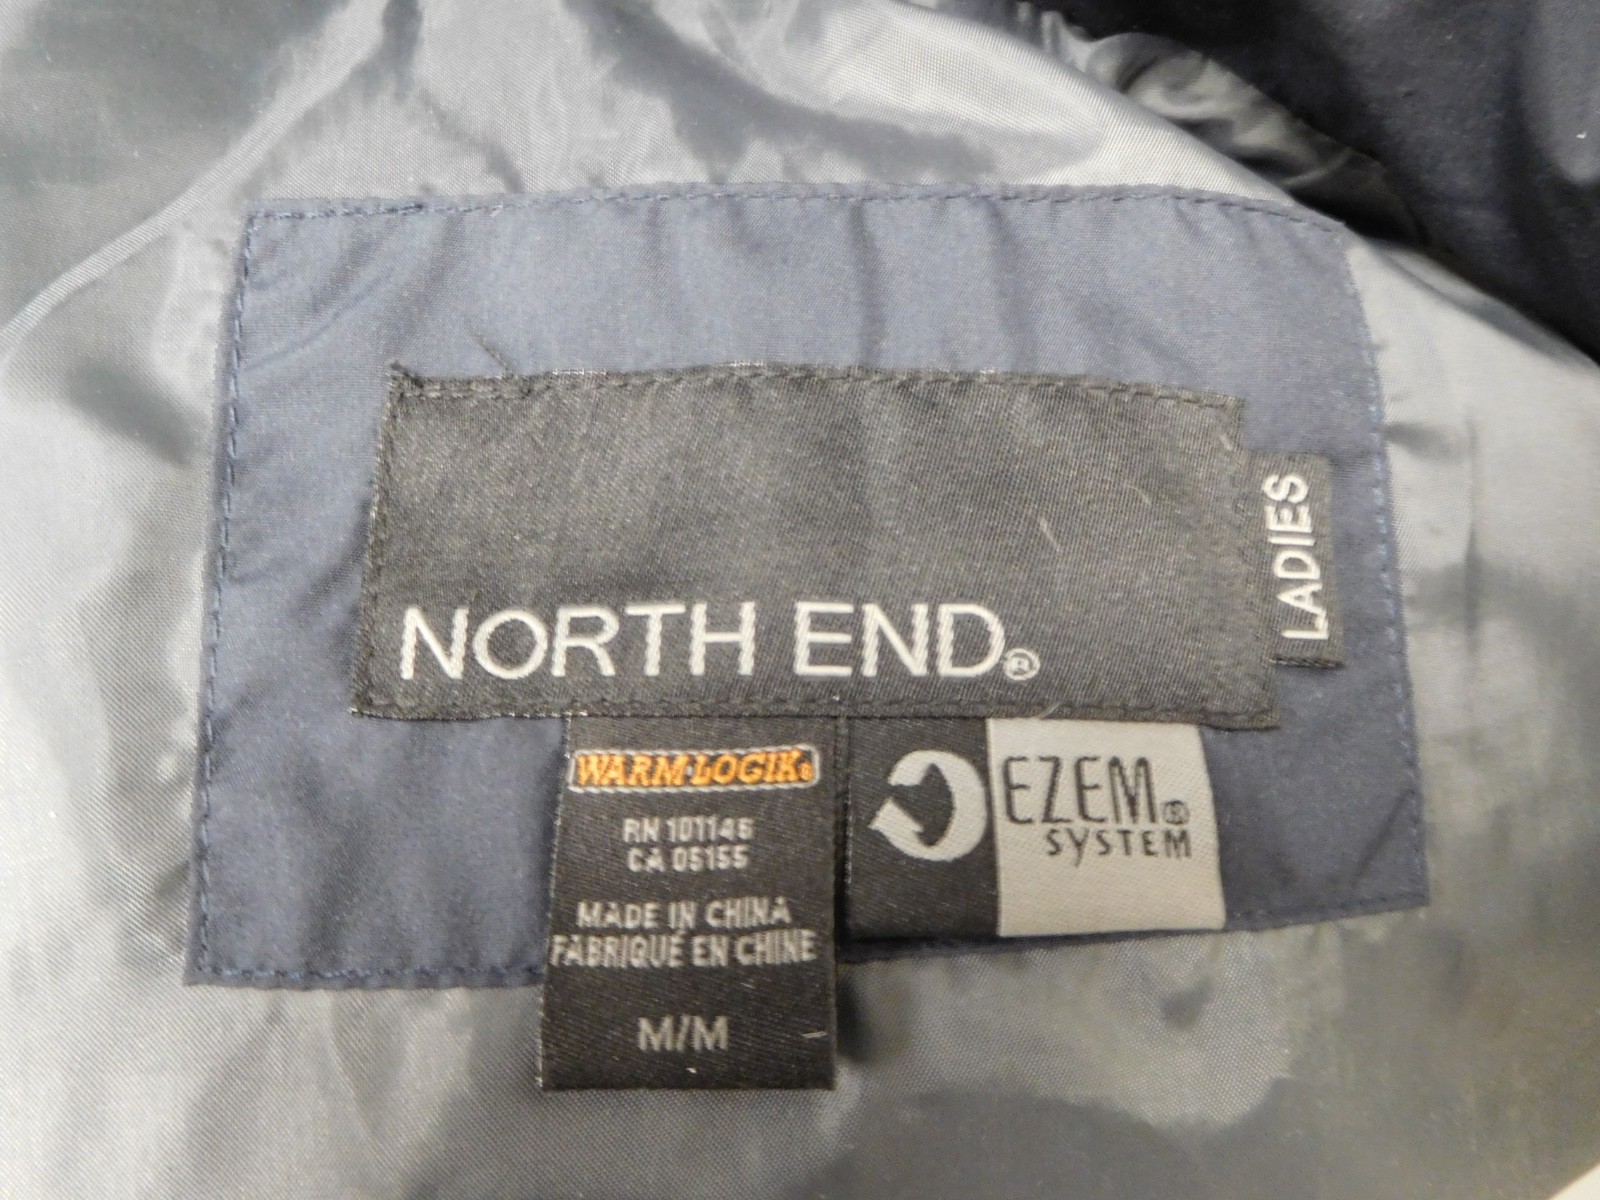 NORTH END®
LADIES
WARM·LOGIK®
RN 101146
CA 05155
MADE IN CHINA
FABRIQUÉ EN CHINE
M/M
EZEM®
SYSTEM